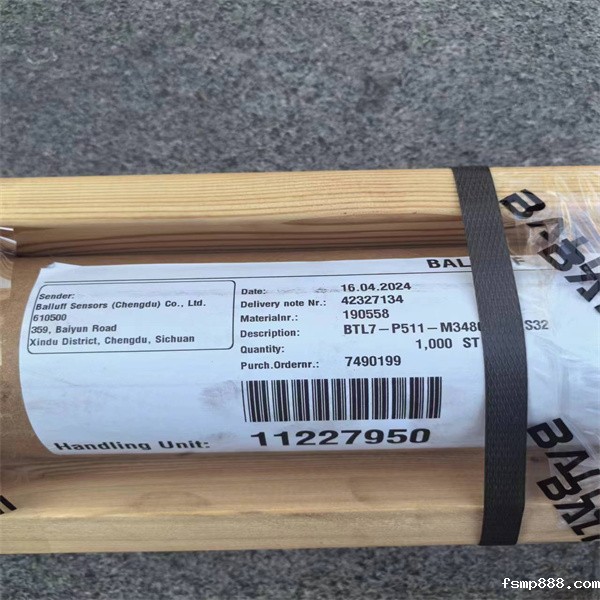 BALLUFF
Sender:
Balluff Sensors (Chengdu) Co., Ltd.
610500
359, Baiyun Road
Xindu District, Chengdu, Sichuan
Date: 16.04.2024
Delivery note Nr.: 42327134
Materialnr.: 190558
Description: BTL7-P511-M348 S32
Quantity: 1,000 ST
Purch.Ordernr.: 7490199
Handling Unit: 11227950
fsmp888.com